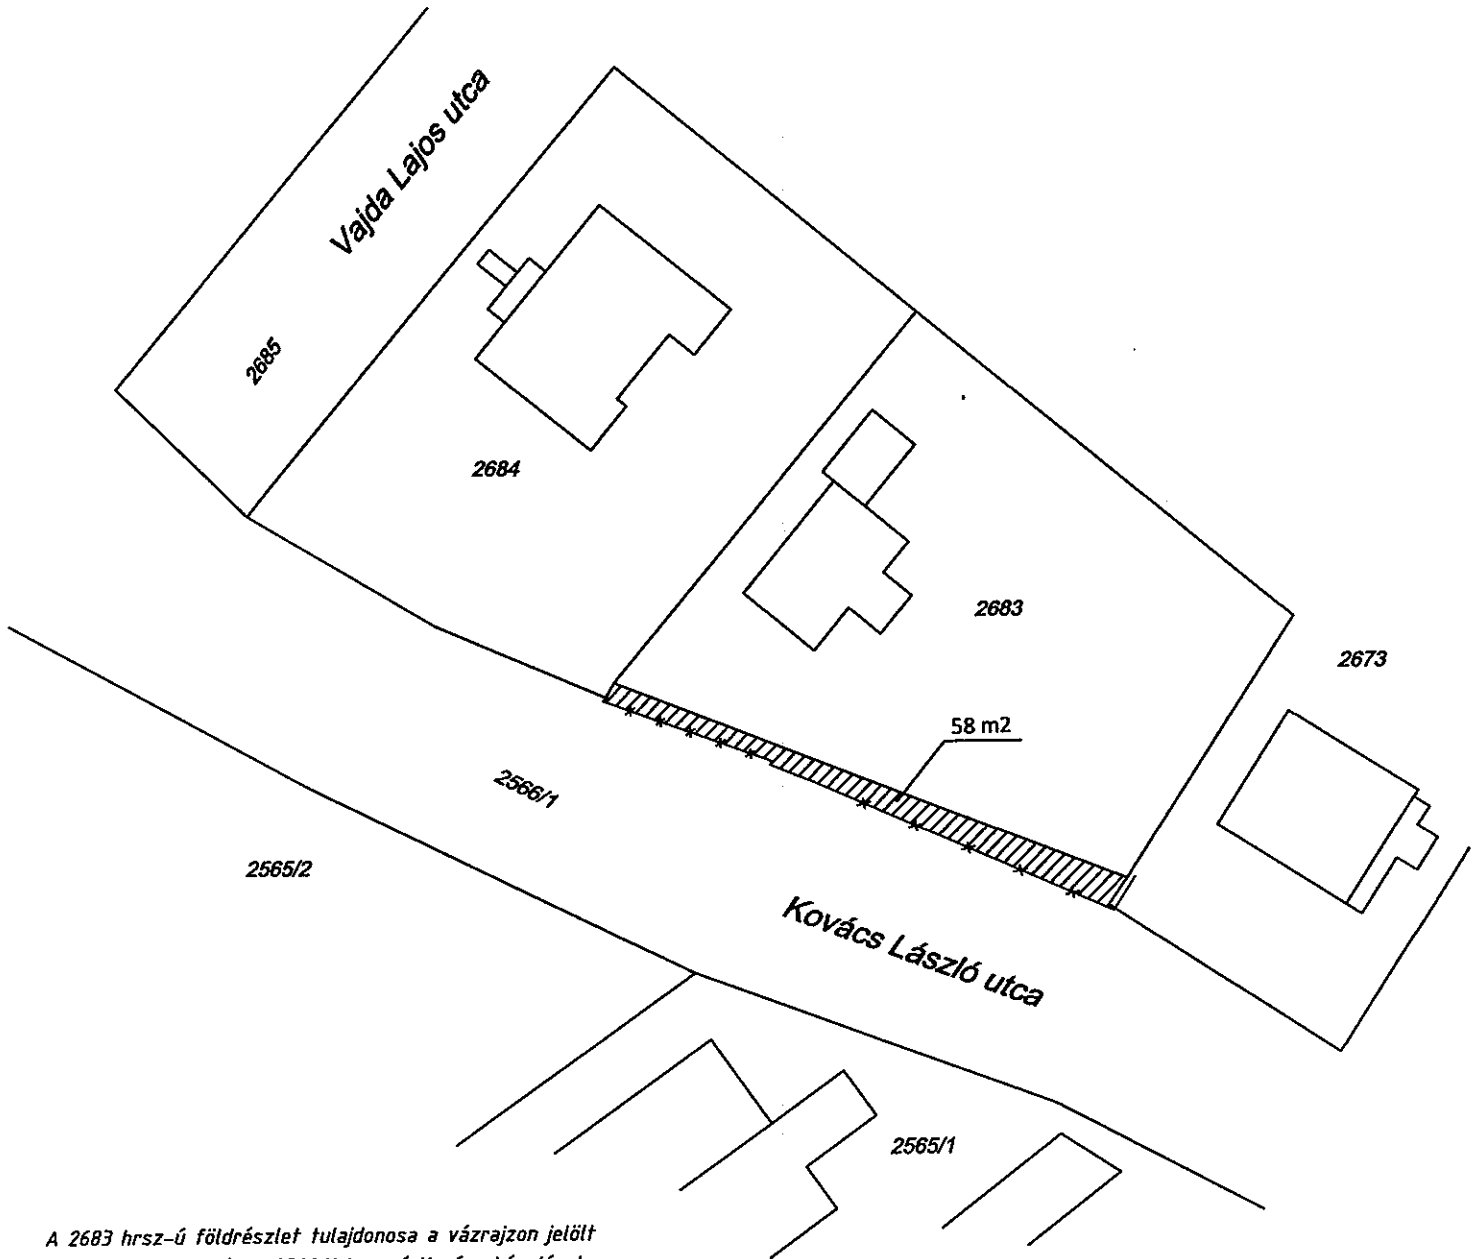 Vajda Lajos utca
2685
2684
2683
2673
58 m2
2566/1
2565/2
Kovács László utca
2565/1
A 2683 hrsz-ú földrészlet tulajdonosa a vázrajzon jelölt